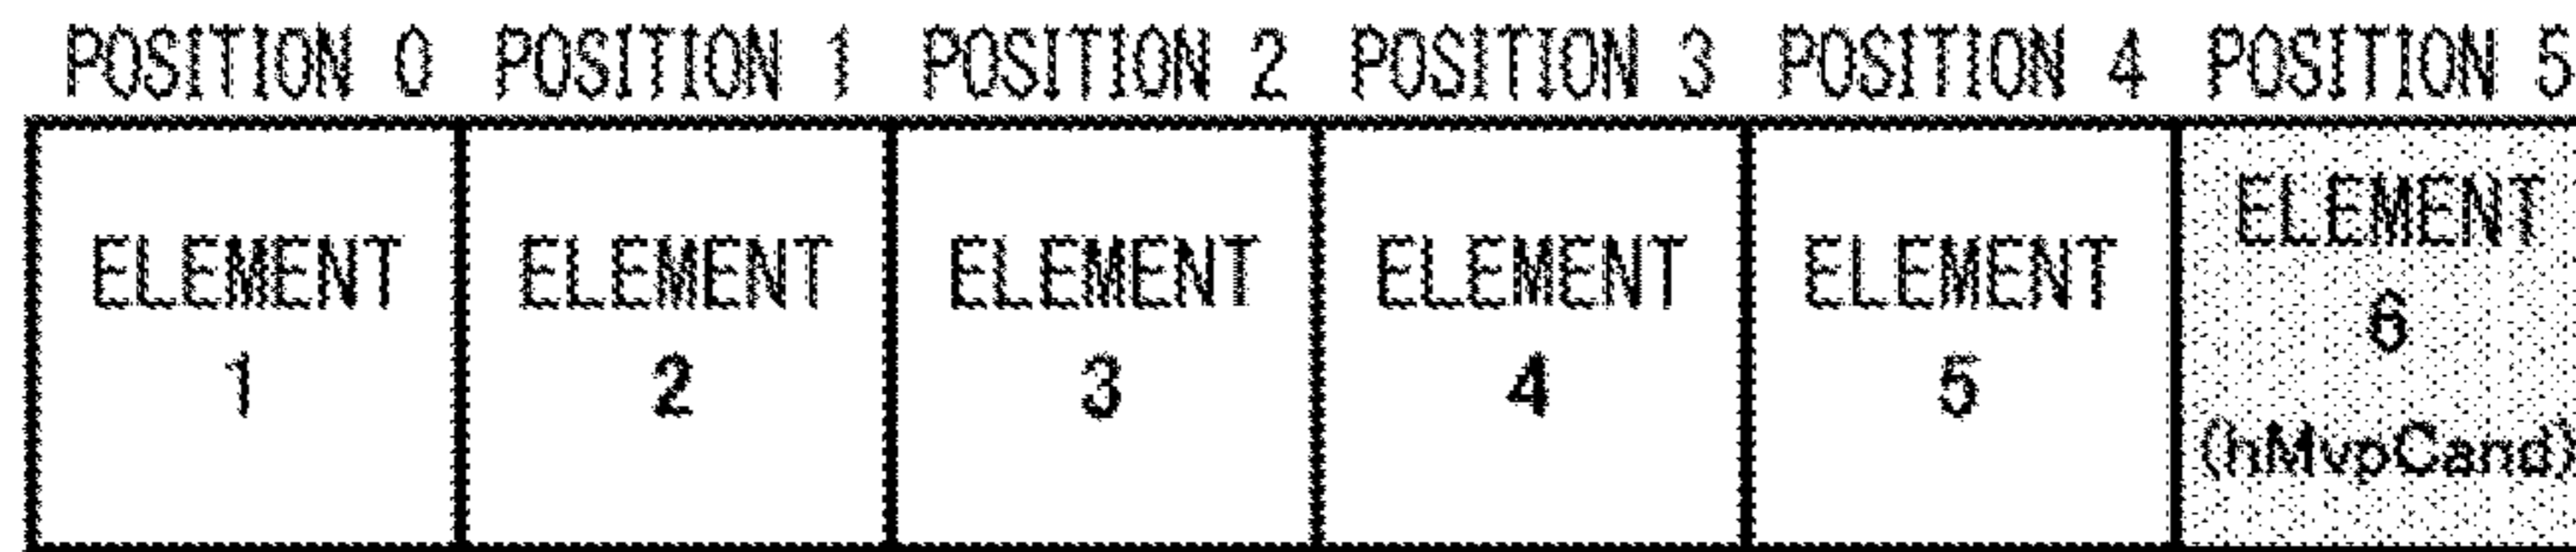 POSITION 0 POSITION 1 POSITION 2 POSITION 3 POSITION 4 POSITION 5
ELEMENT 1
ELEMENT 2
ELEMENT 3
ELEMENT 4
ELEMENT 5
ELEMENT 6
(hMvpCand)